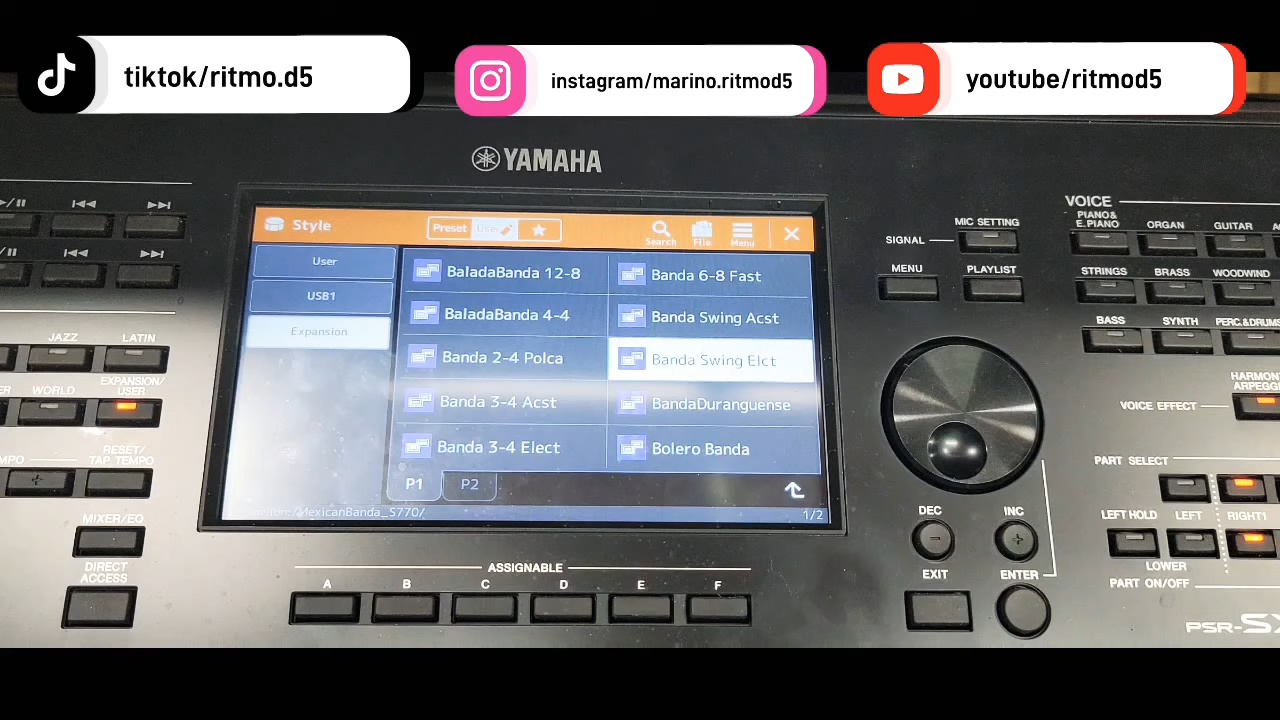 tiktok/ritmo.d5
instagram/marino.ritmod5
youtube/ritmod5
YAMAHA
Style
Preset
Search
File
Menu
User
USB1
Expansion
BaladaBanda 12-8
BaladaBanda 4-4
Banda 2-4 Polca
Banda 3-4 Acst
Banda 3-4 Elect
Banda 6-8 Fast
Banda Swing Acst
Banda Swing Elct
BandaDuranguense
Bolero Banda
P1
P2
MexicanBanda_S770/
1/2
JAZZ
LATIN
WORLD
EXPANSION/
USER
RESET/
TAP TEMPO
MIXER/EQ
DIRECT
ACCESS
ASSIGNABLE
A B C D E F
SIGNAL
MIC SETTING
MENU
PLAYLIST
DEC
INC
EXIT
ENTER
VOICE
PIANO &
E.PIANO
ORGAN
GUITAR
STRINGS
BRASS
WOODWIND
BASS
SYNTH
PERC.&DRUMS
VOICE EFFECT
PART SELECT
LEFT HOLD
LEFT
RIGHT1
LOWER
PART ON/OFF